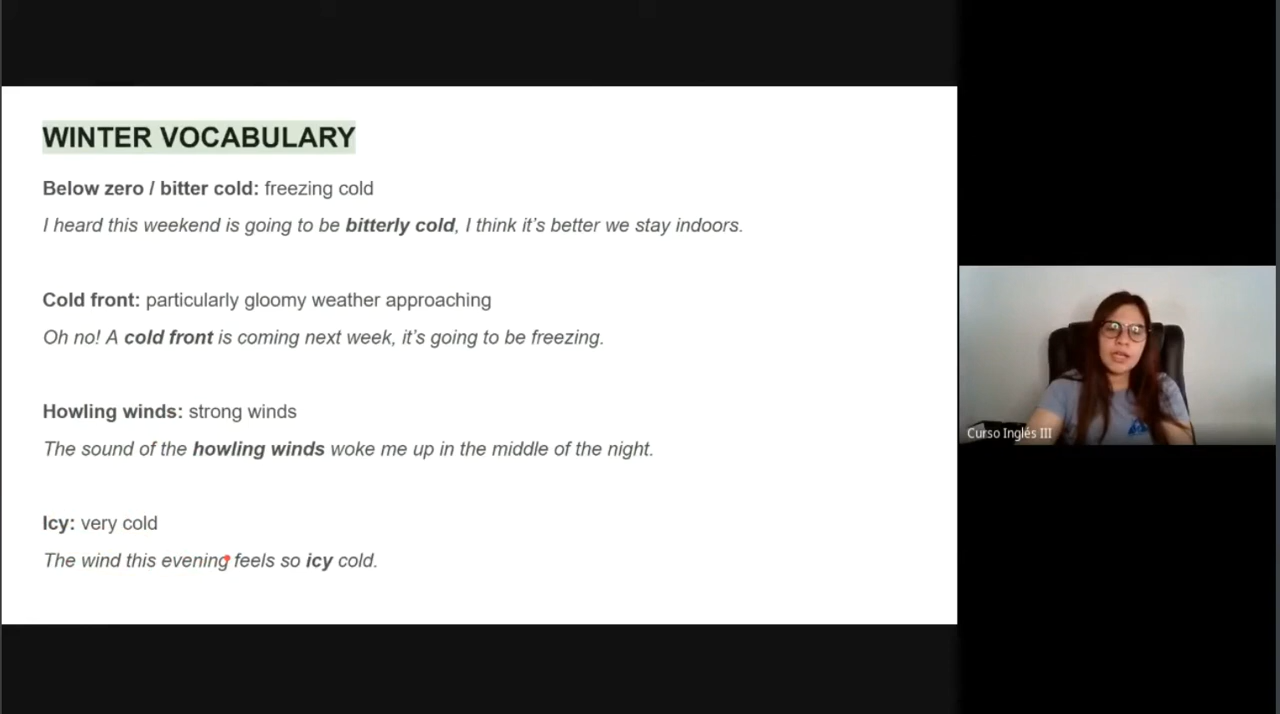 WINTER VOCABULARY
Below zero / bitter cold: freezing cold
I heard this weekend is going to be bitterly cold, I think it's better we stay indoors.
Cold front: particularly gloomy weather approaching
Oh no! A cold front is coming next week, it's going to be freezing.
Howling winds: strong winds
The sound of the howling winds woke me up in the middle of the night.
Icy: very cold
The wind this evening feels so icy cold.
Curso Inglés III